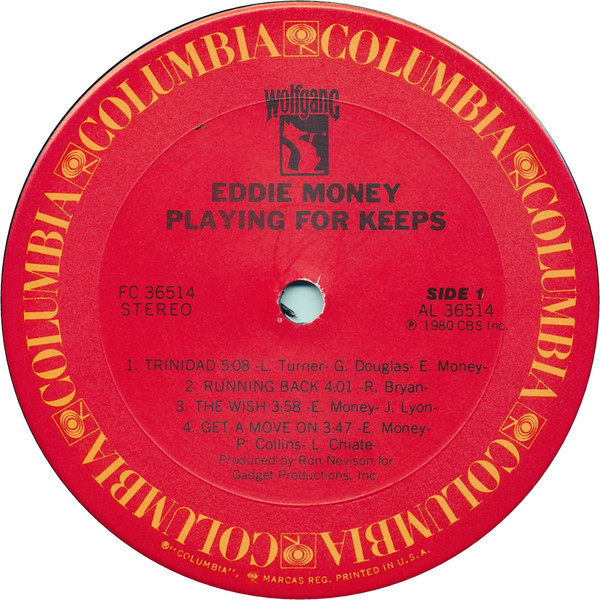 COLUMBIA COLUMBIA COLUMBIA COLUMBIA COLUMBIA COLUMBIA COLUMBIA COLUMBIA
wolfgang
EDDIE MONEY
PLAYING FOR KEEPS
FC 36514
STEREO
SIDE 1
AL 36514
℗ 1980 CBS Inc.
1. TRINIDAD 5:08 -L. Turner- G. Douglas- E. Money-
2. RUNNING BACK 4:01 -R. Bryan-
3. THE WISH 3:58 -E. Money- J. Lyon-
4. GET A MOVE ON 3:47 -E. Money-
P. Collins- L. Chiate-
Produced by Ron Nevison for
Gadget Productions, Inc.
®"COLUMBIA", MARCAS REG. PRINTED IN U.S.A.